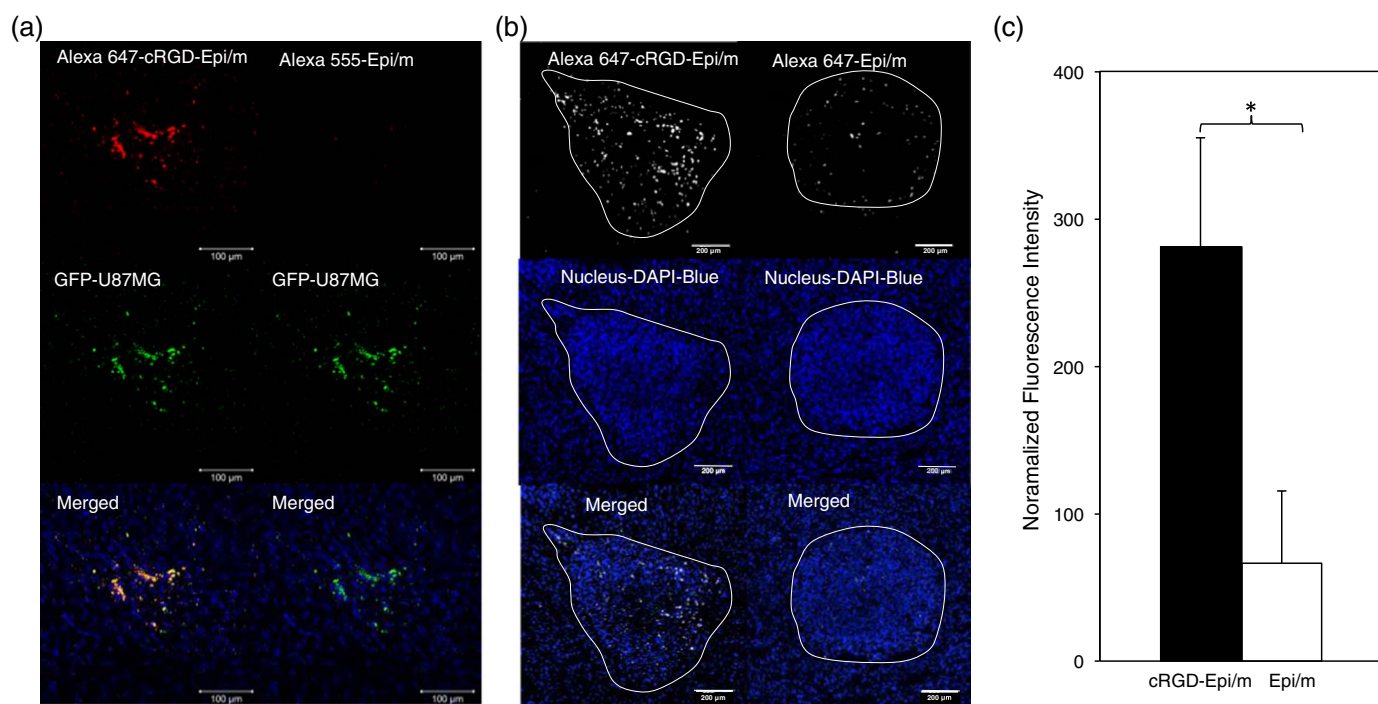 (a)
Alexa 647-cRGD-Epi/m Alexa 555-Epi/m
100 µm 100 µm
GFP-U87MG GFP-U87MG
100 µm 100 µm
Merged Merged
100 µm 100 µm
(b)
Alexa 647-cRGD-Epi/m Alexa 647-Epi/m
200 µm 200 µm
Nucleus-DAPI-Blue Nucleus-DAPI-Blue
200 µm 200 µm
Merged Merged
200 µm 200 µm
(c)
Noramalized Fluorescence Intensity
400
300
200
100
0
*
cRGD-Epi/m Epi/m